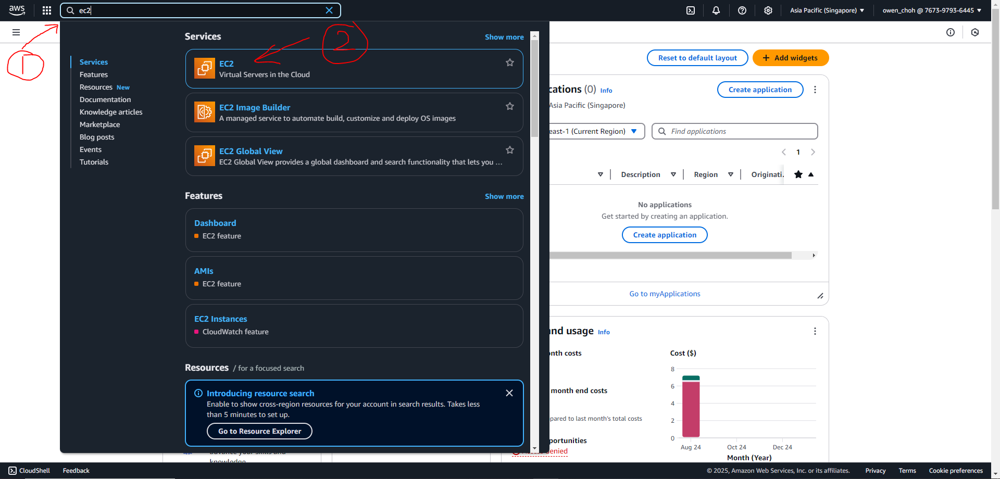 aws
ec2
Asia Pacific (Singapore)
owen_choh @ 7673-9793-6445
1
2
Services
Features
Resources New
Documentation
Knowledge articles
Marketplace
Blog posts
Events
Tutorials
Services
Show more
EC2
Virtual Servers in the Cloud
EC2 Image Builder
A managed service to automate build, customize and deploy OS images
EC2 Global View
EC2 Global View provides a global dashboard and search functionality that lets you …
Features
Show more
Dashboard
EC2 feature
AMIs
EC2 feature
EC2 Instances
CloudWatch feature
Resources / for a focused search
Introducing resource search
Enable to show cross-region resources for your account in search results. Takes less
than 5 minutes to set up.
Go to Resource Explorer
Reset to default layout
Add widgets
cations (0) Info
Create application
Asia Pacific (Singapore)
east-1 (Current Region)
Find applications
1
Description
Region
Originati.
No applications
Get started by creating an application.
Create application
Go to myApplications
nd usage Info
nth costs
month end costs
pared to last month's total costs
portunities
enied
Cost ($)
8
6
4
2
0
Aug 24
Oct 24
Dec 24
Month (Year)
advance your skills and
knowledge
CloudShell
Feedback
© 2025, Amazon Web Services, Inc. or its affiliates.
Privacy
Terms
Cookie preferences